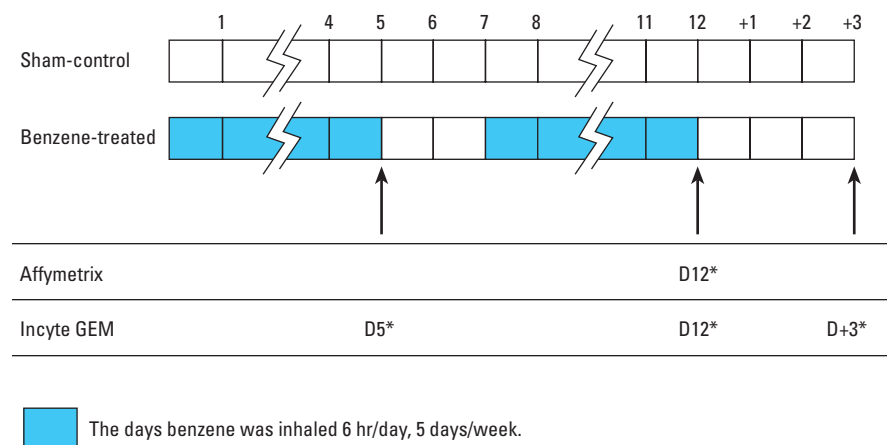 1 4 5 6 7 8 11 12 +1 +2 +3
Sham-control
Benzene-treated
Affymetrix D12*
Incyte GEM D5* D12* D+3*
The days benzene was inhaled 6 hr/day, 5 days/week.